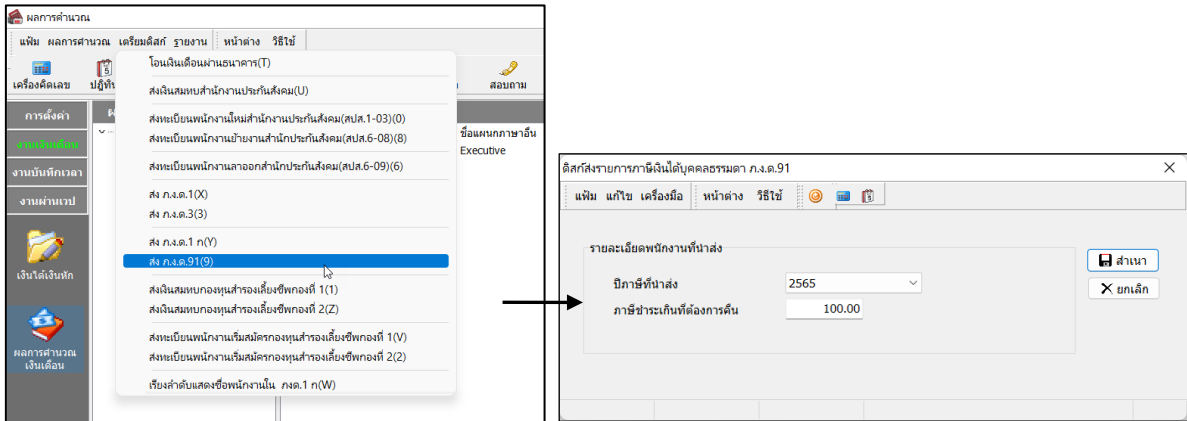 ผลการคำนวณ
แฟ้ม ผลการคำนวณ เตรียมดิสก์ รายงาน หน้าต่าง วิธีใช้
เครื่องคิดเลข
สอบถาม
การตั้งค่า
งานเงินเดือน
งานบันทึกเวลา
งานผ่านเวป
เงินได้เงินหัก
ผลการคำนวณ
เงินเดือน
โอนเงินเดือนผ่านธนาคาร(T)
ส่งเงินสมทบสำนักงานประกันสังคม(U)
ส่งทะเบียนพนักงานใหม่สำนักงานประกันสังคม(สปส.1-03)(0)
ส่งทะเบียนพนักงานย้ายงานสำนักประกันสังคม(สปส.6-08)(8)
ส่งทะเบียนพนักงานลาออกสำนักประกันสังคม(สปส.6-09)(6)
ส่ง ภ.ง.ด.1(X)
ส่ง ภ.ง.ด.3(3)
ส่ง ภ.ง.ด.1 ก(Y)
ส่ง ภ.ง.ด.91(9)
ส่งเงินสมทบกองทุนสำรองเลี้ยงชีพกองที่ 1(1)
ส่งเงินสมทบกองทุนสำรองเลี้ยงชีพกองที่ 2(Z)
ส่งทะเบียนพนักงานเริ่มสมัครกองทุนสำรองเลี้ยงชีพกองที่ 1(V)
ส่งทะเบียนพนักงานเริ่มสมัครกองทุนสำรองเลี้ยงชีพกองที่ 2(2)
เรียงลำดับแสดงชื่อพนักงานใน ภงด.1 ก(W)
ชื่อแผนกภาษาอื่น
Executive
ดิสก์ส่งรายการภาษีเงินได้บุคคลธรรมดา ภ.ง.ด.91
แฟ้ม แก้ไข เครื่องมือ หน้าต่าง วิธีใช้
รายละเอียดพนักงานที่นำส่ง
ปีภาษีที่นำส่ง 2565
ภาษีชำระเกินที่ต้องการคืน 100.00
สำเนา
ยกเลิก